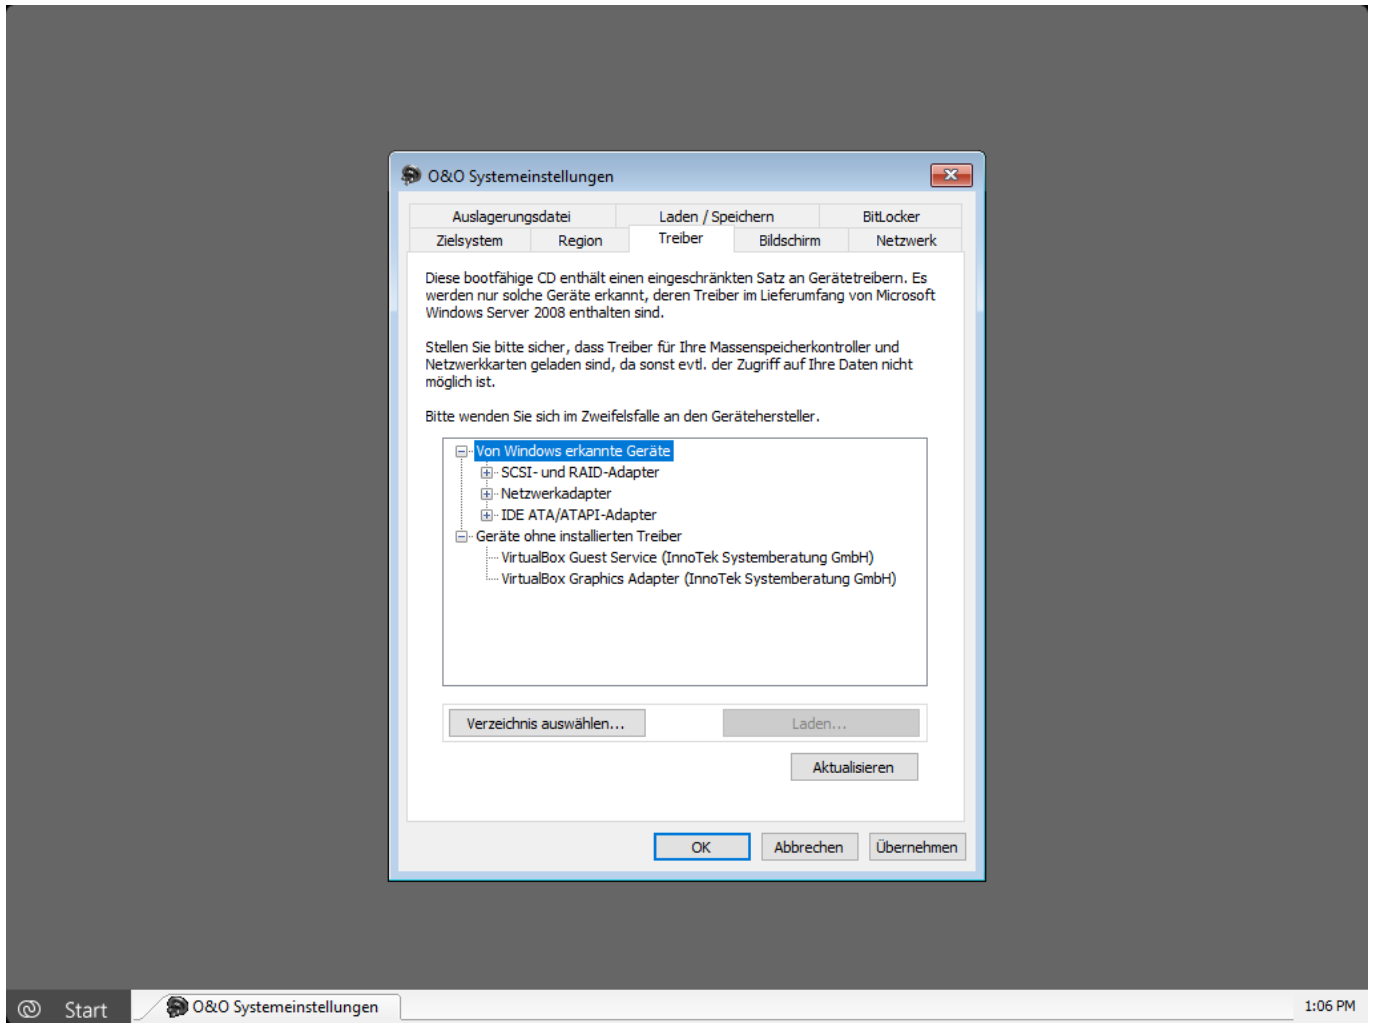 O&O Systemeinstellungen
Auslagerungsdatei Laden / Speichern BitLocker
Zielsystem Region Treiber Bildschirm Netzwerk
Diese bootfähige CD enthält einen eingeschränkten Satz an Gerätetreibern. Es
werden nur solche Geräte erkannt, deren Treiber im Lieferumfang von Microsoft
Windows Server 2008 enthalten sind.
Stellen Sie bitte sicher, dass Treiber für Ihre Massenspeicherkontroller und
Netzwerkkarten geladen sind, da sonst evtl. der Zugriff auf Ihre Daten nicht
möglich ist.
Bitte wenden Sie sich im Zweifelsfalle an den Gerätehersteller.
Von Windows erkannte Geräte
SCSI- und RAID-Adapter
Netzwerkadapter
IDE ATA/ATAPI-Adapter
Geräte ohne installierten Treiber
VirtualBox Guest Service (InnoTek Systemberatung GmbH)
VirtualBox Graphics Adapter (InnoTek Systemberatung GmbH)
Verzeichnis auswählen... Laden...
Aktualisieren
OK Abbrechen Übernehmen
Start O&O Systemeinstellungen 1:06 PM